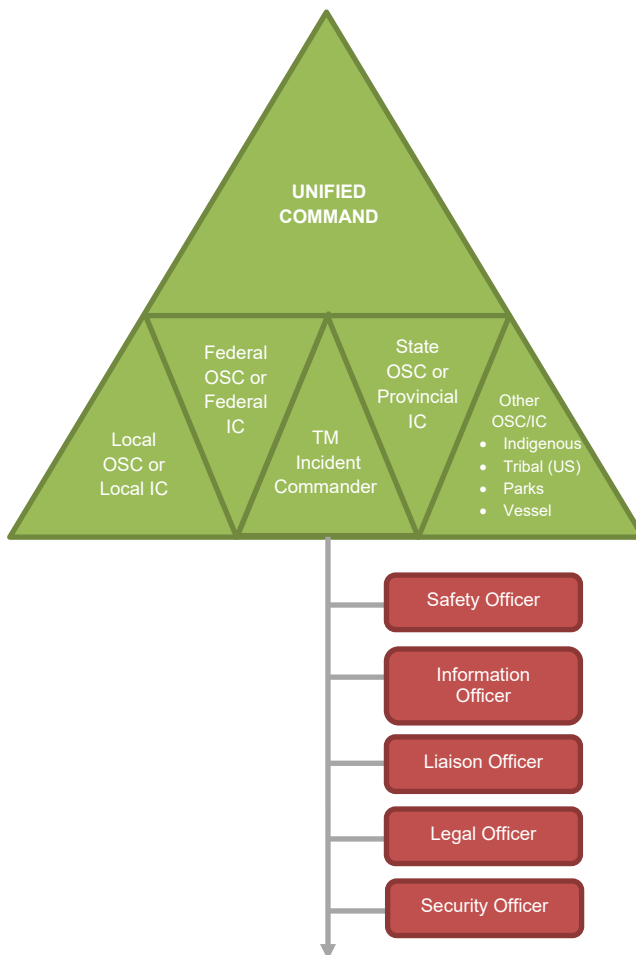 UNIFIED
COMMAND
Local
OSC or
Local IC
Federal
OSC or
Federal
IC
TM
Incident
Commander
State
OSC or
Provincial
IC
Other
OSC/IC
• Indigenous
• Tribal (US)
• Parks
• Vessel
Safety Officer
Information
Officer
Liaison Officer
Legal Officer
Security Officer